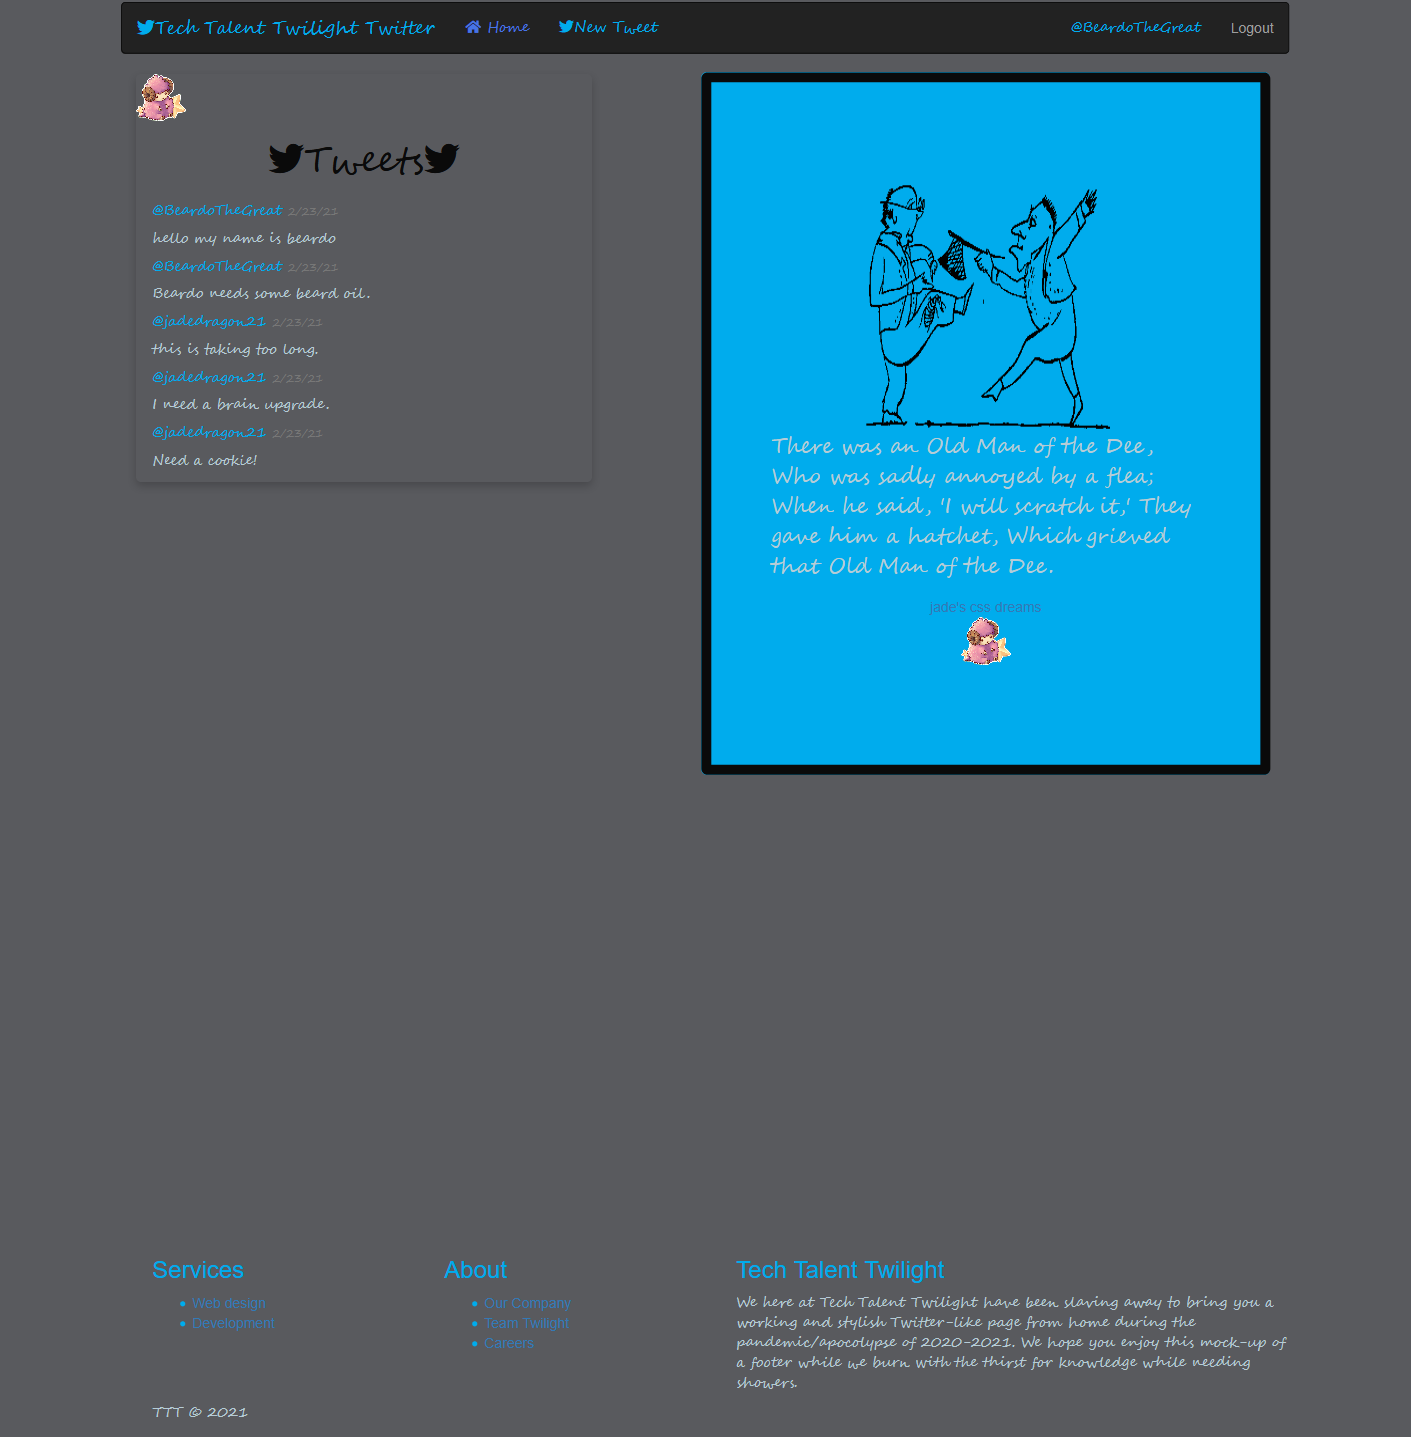 Tech Talent Twilight Twitter Home New Tweet @BeardoTheGreat Logout
Tweets
@BeardoTheGreat 2/23/21
hello my name is beardo
@BeardoTheGreat 2/23/21
Beardo needs some beard oil.
@jadedragon21 2/23/21
this is taking too long.
@jadedragon21 2/23/21
I need a brain upgrade.
@jadedragon21 2/23/21
Need a cookie!
There was an Old Man of the Dee,
Who was sadly annoyed by a flea;
When he said, 'I will scratch it,' They
gave him a hatchet, Which grieved
that Old Man of the Dee.
jade's css dreams
Services
Web design
Development
About
Our Company
Team Twilight
Careers
Tech Talent Twilight
We here at Tech Talent Twilight have been slaving away to bring you a
working and stylish Twitter-like page from home during the
pandemic/apocolypse of 2020-2021. We hope you enjoy this mock-up of
a footer while we burn with the thirst for knowledge while needing
showers.
TTT © 2021